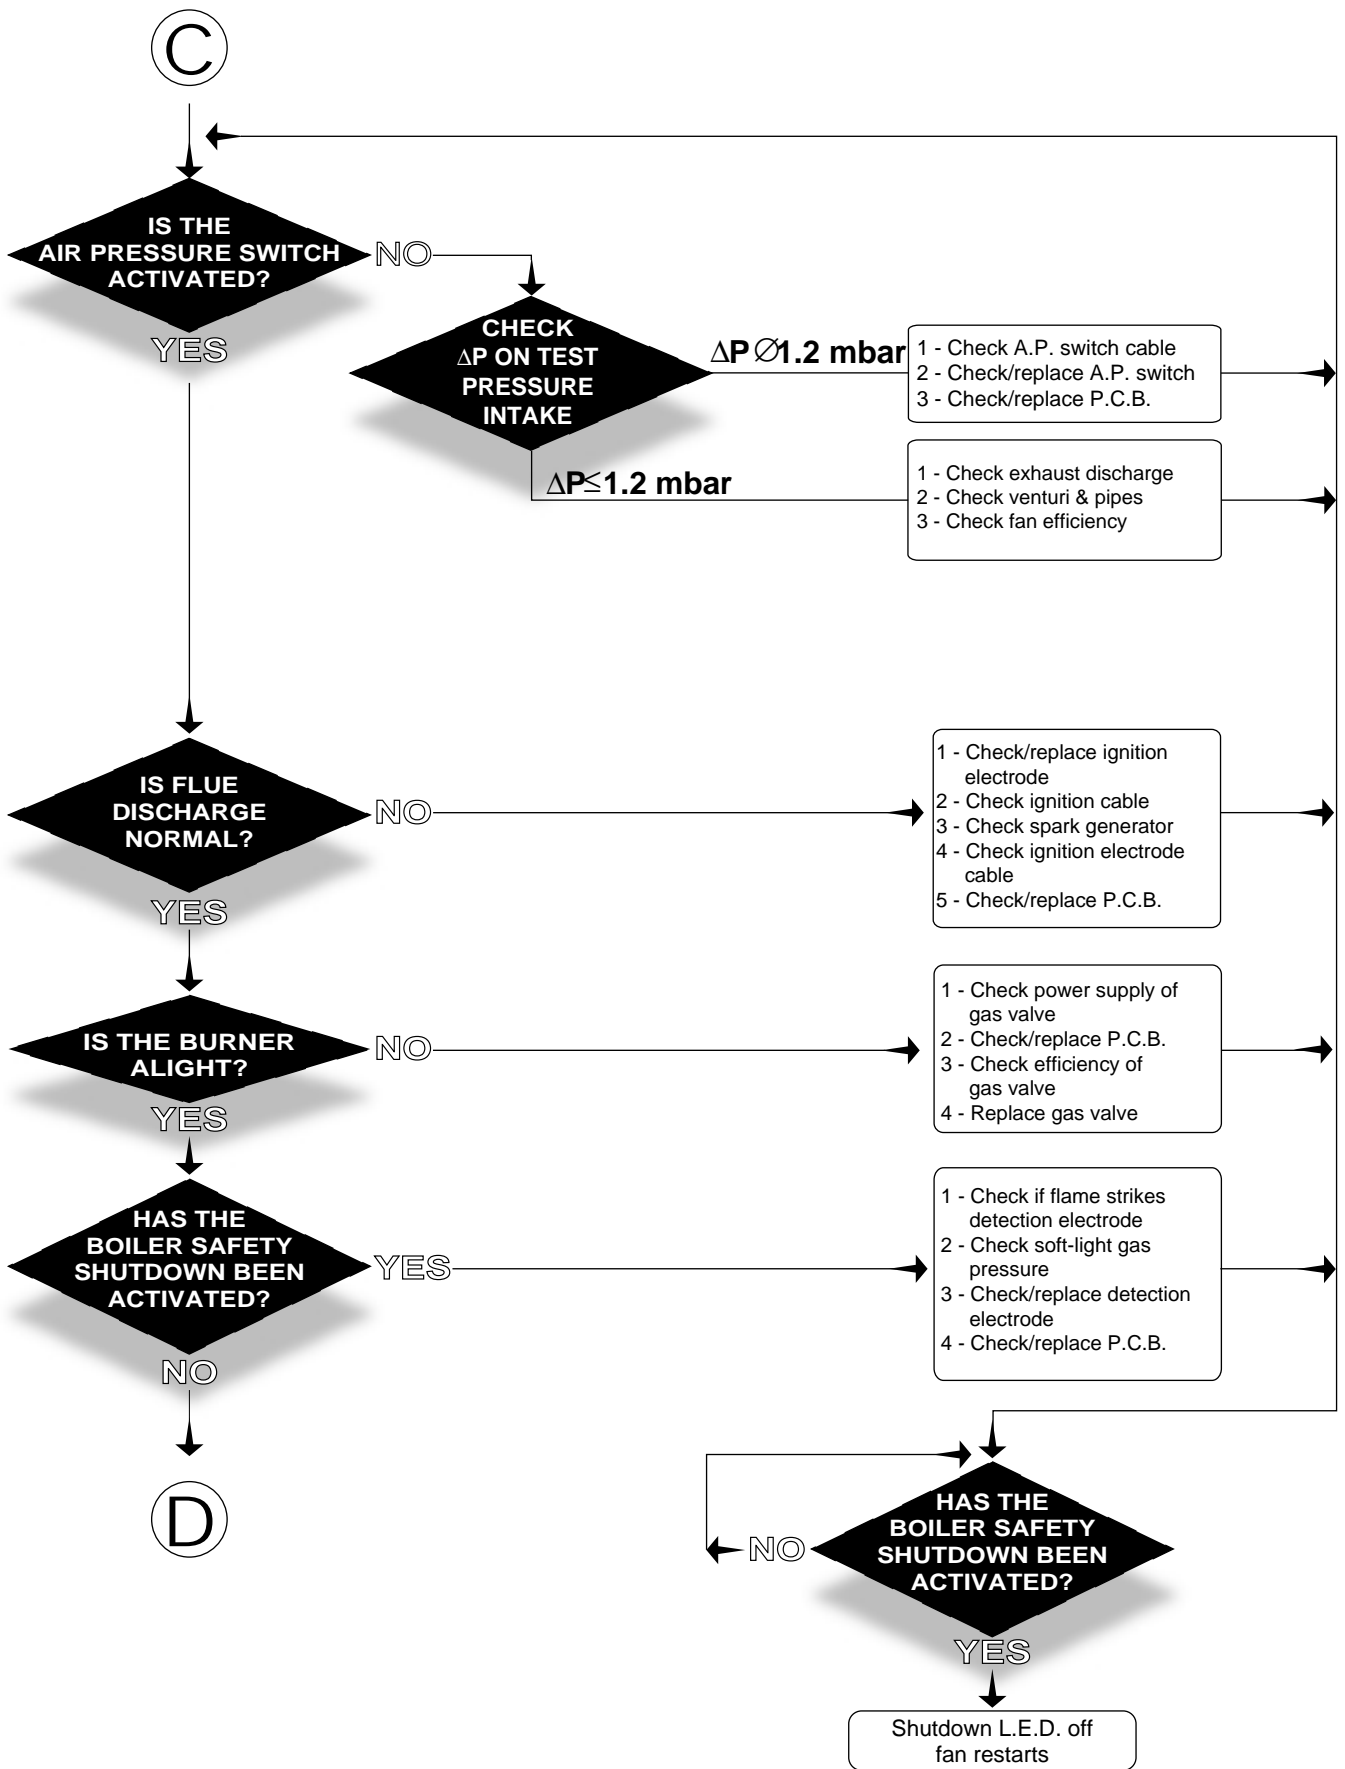 C
IS THE
AIR PRESSURE SWITCH
ACTIVATED?
NO
YES
CHECK
ΔP ON TEST
PRESSURE
INTAKE
ΔP∅1.2 mbar
1 - Check A.P. switch cable
2 - Check/replace A.P. switch
3 - Check/replace P.C.B.
ΔP≤1.2 mbar
1 - Check exhaust discharge
2 - Check venturi & pipes
3 - Check fan efficiency
IS FLUE
DISCHARGE
NORMAL?
NO
YES
1 - Check/replace ignition
electrode
2 - Check ignition cable
3 - Check spark generator
4 - Check ignition electrode
cable
5 - Check/replace P.C.B.
IS THE BURNER
ALIGHT?
NO
YES
1 - Check power supply of
gas valve
2 - Check/replace P.C.B.
3 - Check efficiency of
gas valve
4 - Replace gas valve
HAS THE
BOILER SAFETY
SHUTDOWN BEEN
ACTIVATED?
YES
NO
1 - Check if flame strikes
detection electrode
2 - Check soft-light gas
pressure
3 - Check/replace detection
electrode
4 - Check/replace P.C.B.
D
HAS THE
BOILER SAFETY
SHUTDOWN BEEN
ACTIVATED?
NO
YES
Shutdown L.E.D. off
fan restarts